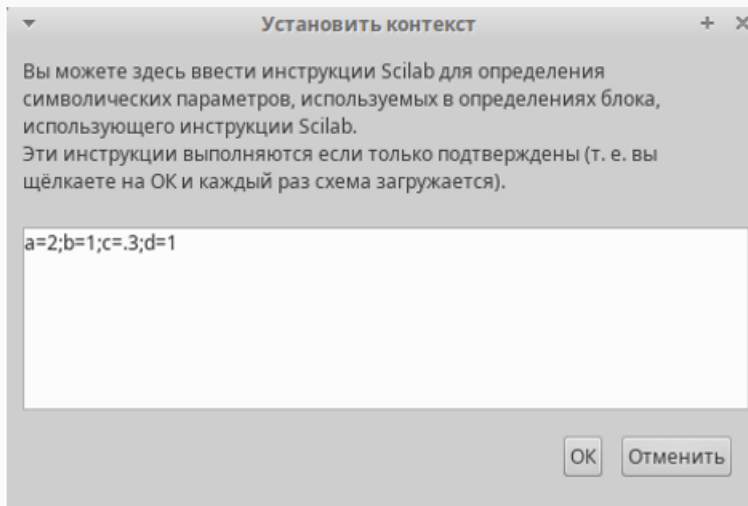 Установить контекст
Вы можете здесь ввести инструкции Scilab для определения
символических параметров, используемых в определениях блока,
использующего инструкции Scilab.
Эти инструкции выполняются если только подтверждены (т. е. вы
щёлкаете на ОК и каждый раз схема загружается).
a=2;b=1;c=.3;d=1
ОК Отменить